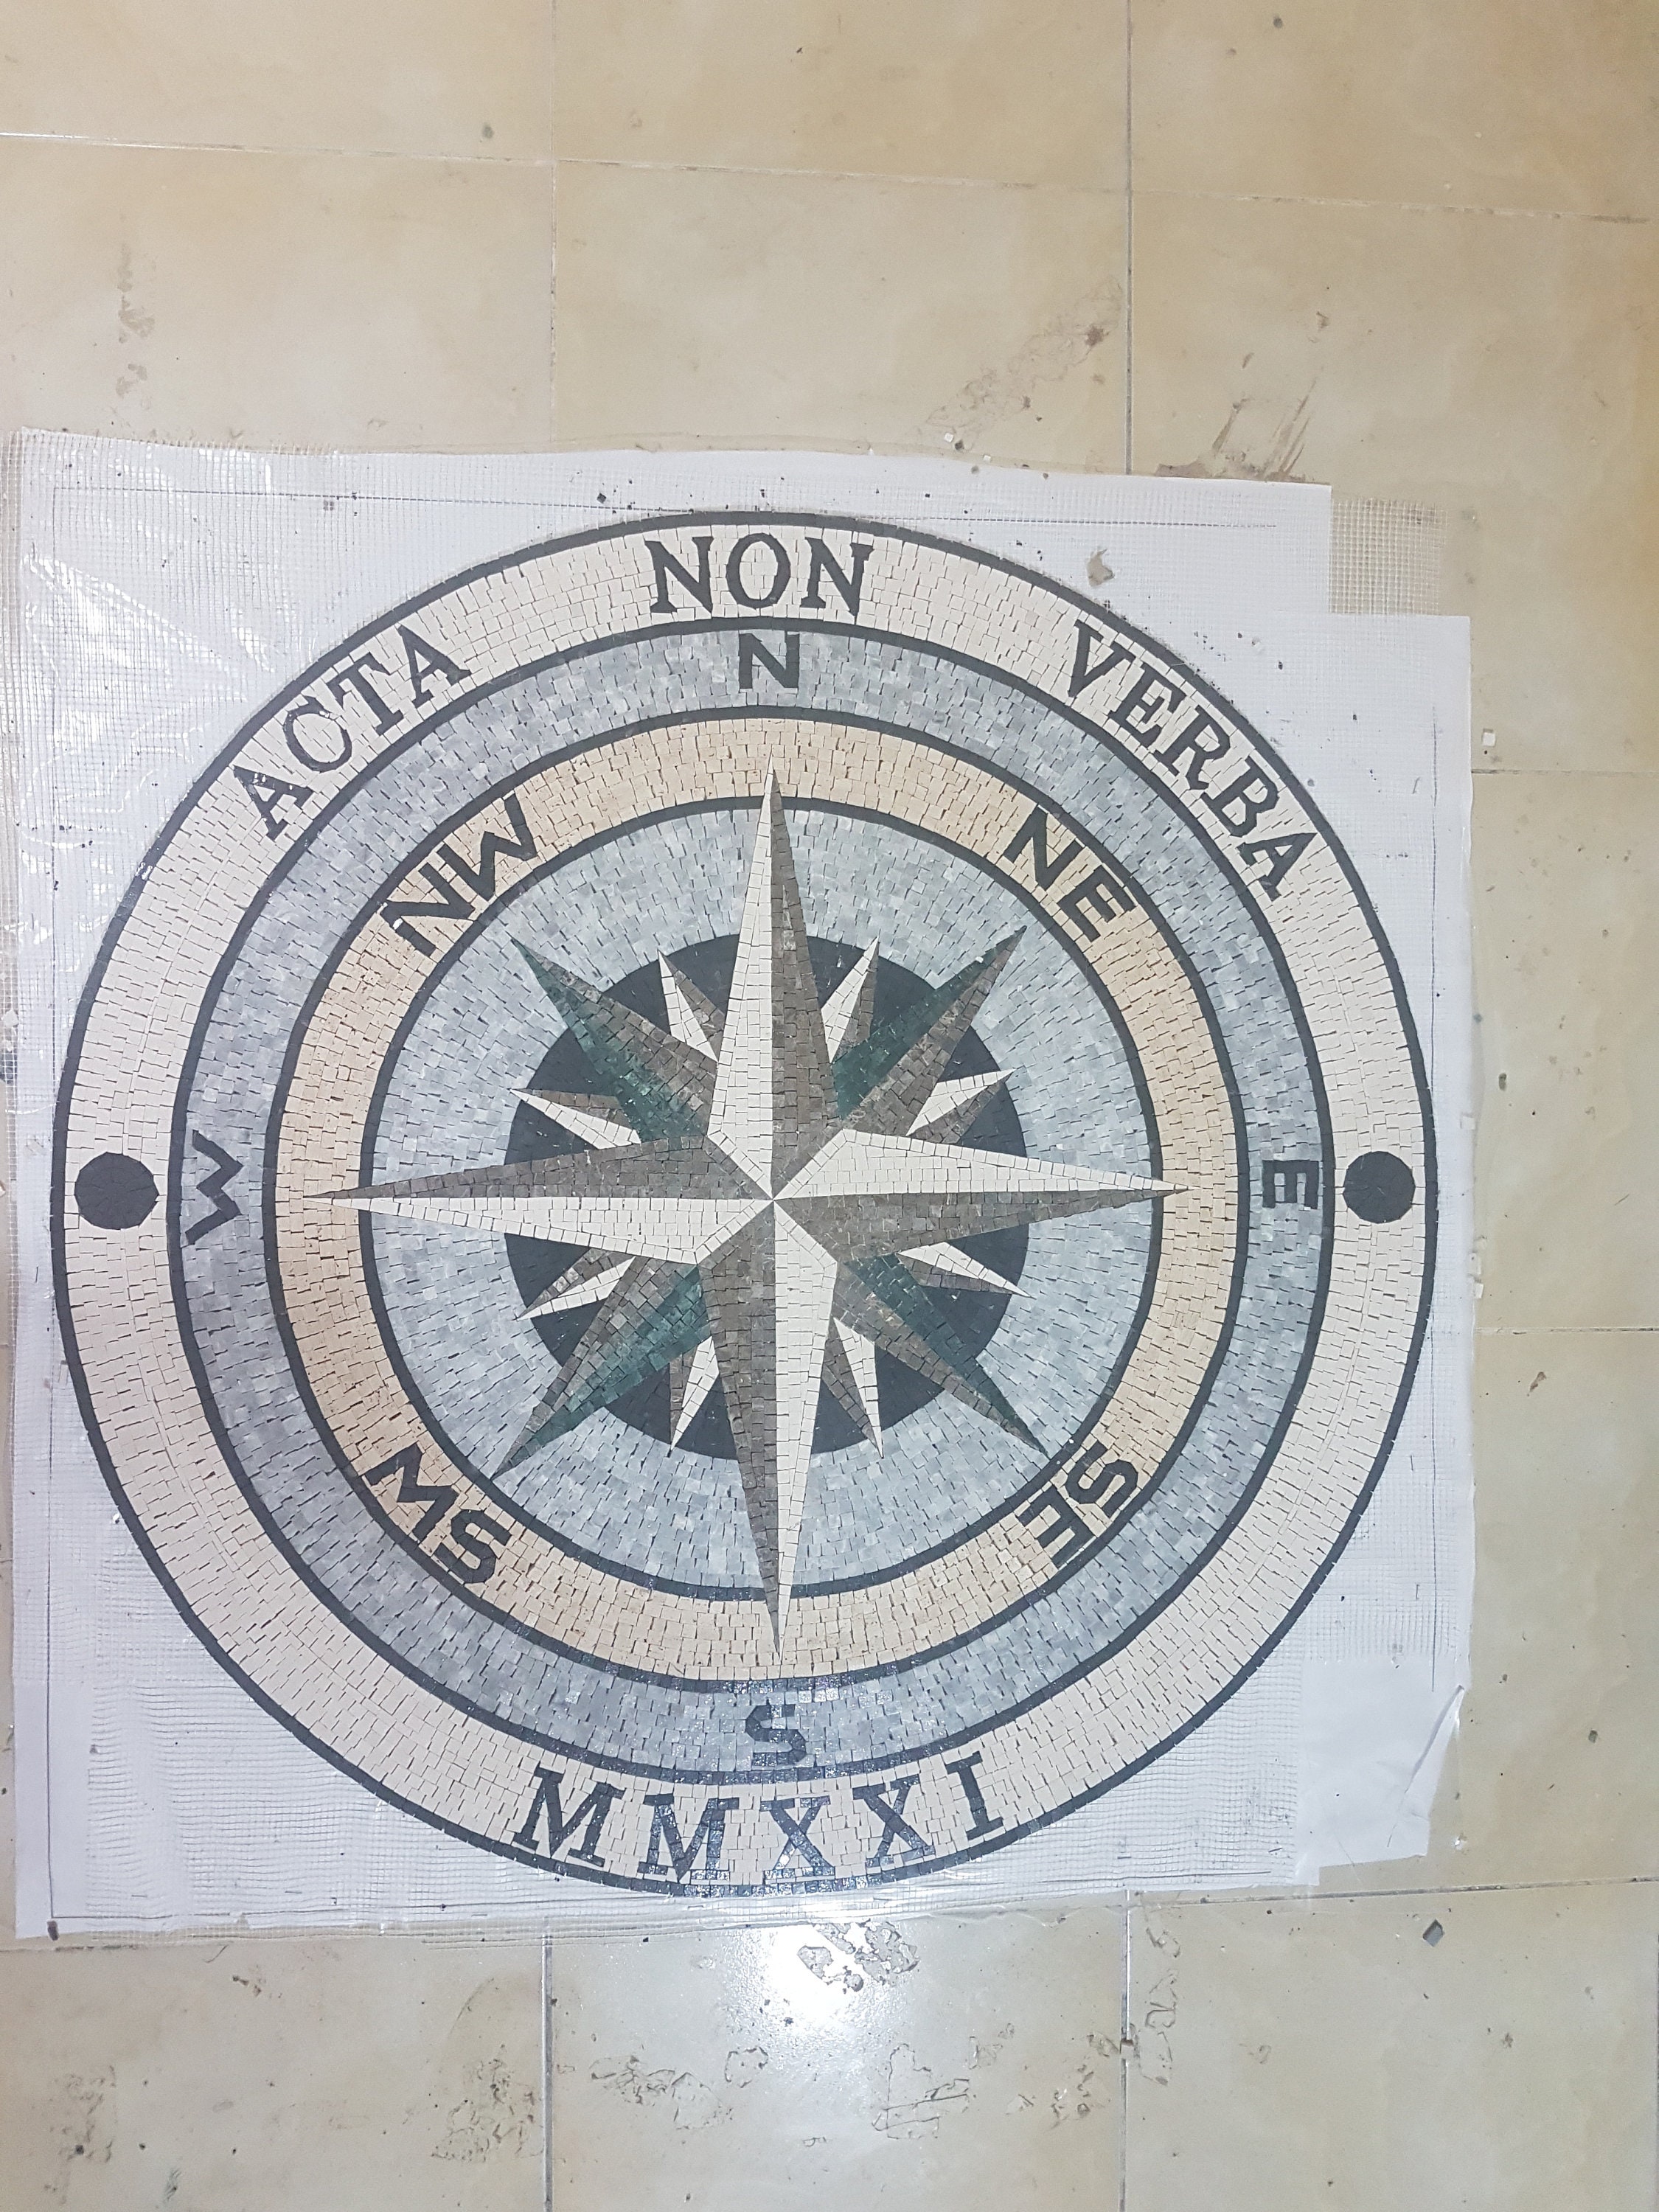 ACTA NON VERBA
N
NW
NE
W
E
SW
SE
S
MMXXI